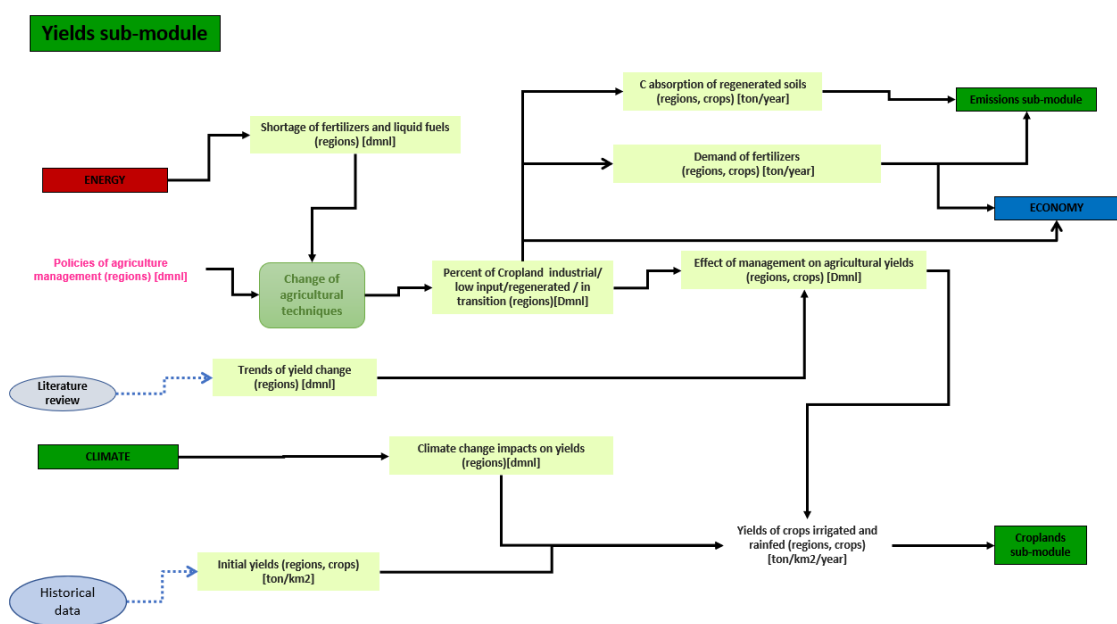 Yields sub-module
C absorption of regenerated soils
(regions, crops) [ton/year]
Emissions sub-module
Shortage of fertilizers and liquid fuels
(regions) [dmnl]
Demand of fertilizers
(regions, crops) [ton/year]
ENERGY
ECONOMY
Policies of agriculture
management (regions) [dmnl]
Change of
agricultural
techniques
Percent of Cropland industrial/
low input/regenerated / in
transition (regions)[Dmnl]
Effect of management on agricultural yields
(regions, crops) [Dmnl]
Trends of yield change
(regions) [dmnl]
Literature
review
CLIMATE
Climate change impacts on yields
(regions)[dmnl]
Yields of crops irrigated and
rainfed (regions, crops)
[ton/km2/year]
Croplands
sub-module
Initial yields (regions, crops)
[ton/km2]
Historical
data